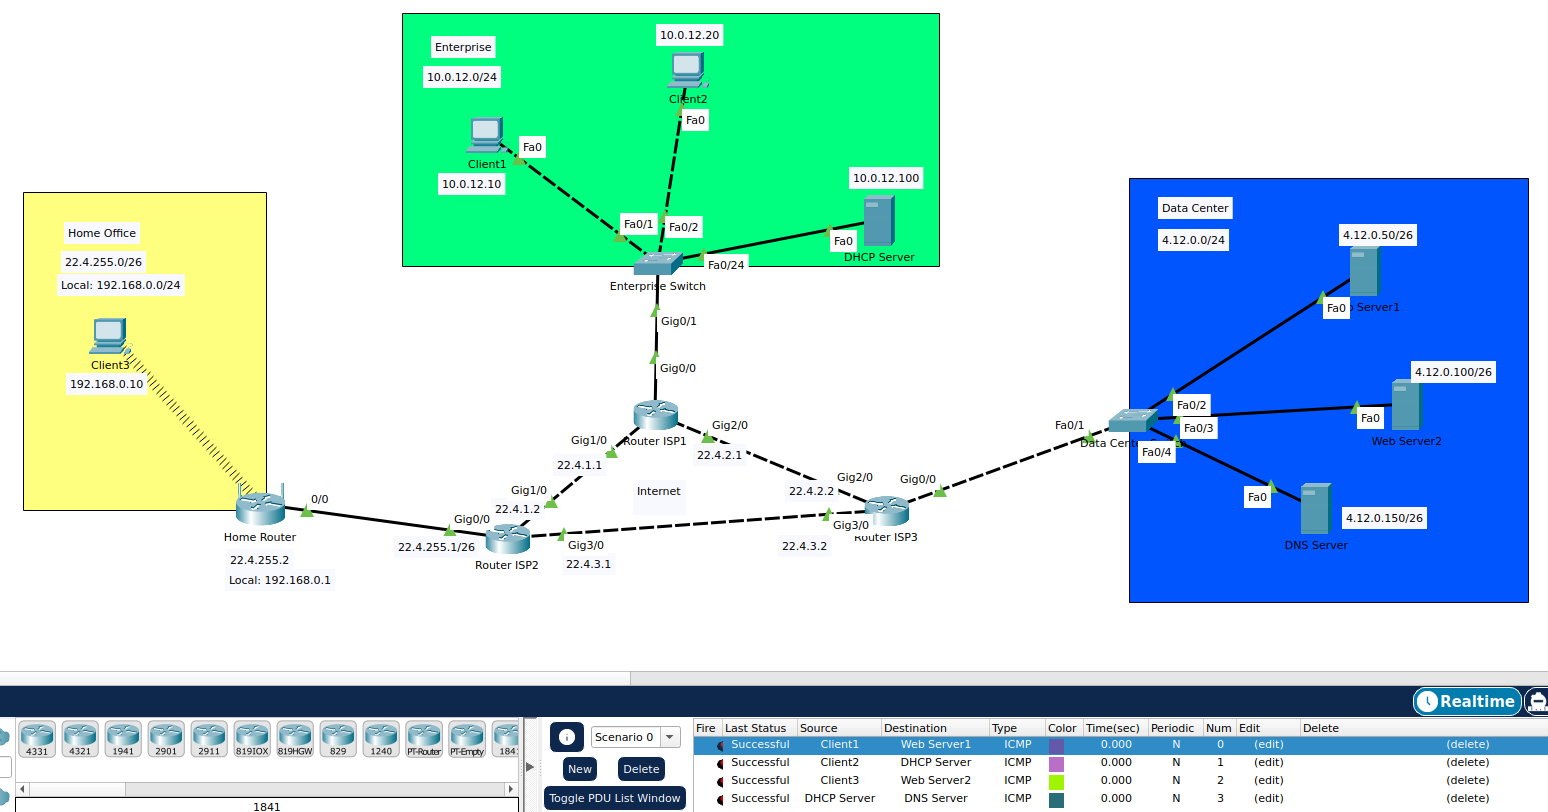 Enterprise
10.0.12.0/24
10.0.12.20
Client2
Fa0
Client1
Fa0
10.0.12.10
10.0.12.100
Fa0
DHCP Server
Fa0/1
Fa0/2
Fa0/24
Enterprise Switch
Gig0/1
Gig0/0
Home Office
22.4.255.0/26
Local: 192.168.0.0/24
Client3
192.168.0.10
Data Center
4.12.0.0/24
4.12.0.50/26
Fa0
Server1
4.12.0.100/26
Fa0
Web Server2
Fa0/1
Fa0/2
Fa0/3
Fa0/4
Data Cent
Fa0
4.12.0.150/26
DNS Server
Router ISP1
Gig1/0
Gig2/0
22.4.1.1
22.4.2.1
Internet
Gig1/0
22.4.1.2
Gig2/0
22.4.2.2
Gig0/0
0/0
Home Router
22.4.255.2
Local: 192.168.0.1
Gig0/0
22.4.255.1/26
Router ISP2
Gig3/0
22.4.3.1
Gig3/0
22.4.3.2
Router ISP3
Realtime
4331
4321
1941
2901
2911
819IOX
819HGW
829
1240
PT-Router
PT-Empty
1841
Scenario 0
New
Delete
Toggle PDU List Window
Fire Last Status Source Destination Type Color Time(sec) Periodic Num Edit Delete
Successful Client1 Web Server1 ICMP 0.000 N 0 (edit) (delete)
Successful Client2 DHCP Server ICMP 0.000 N 1 (edit) (delete)
Successful Client3 Web Server2 ICMP 0.000 N 2 (edit) (delete)
Successful DHCP Server DNS Server ICMP 0.000 N 3 (edit) (delete)